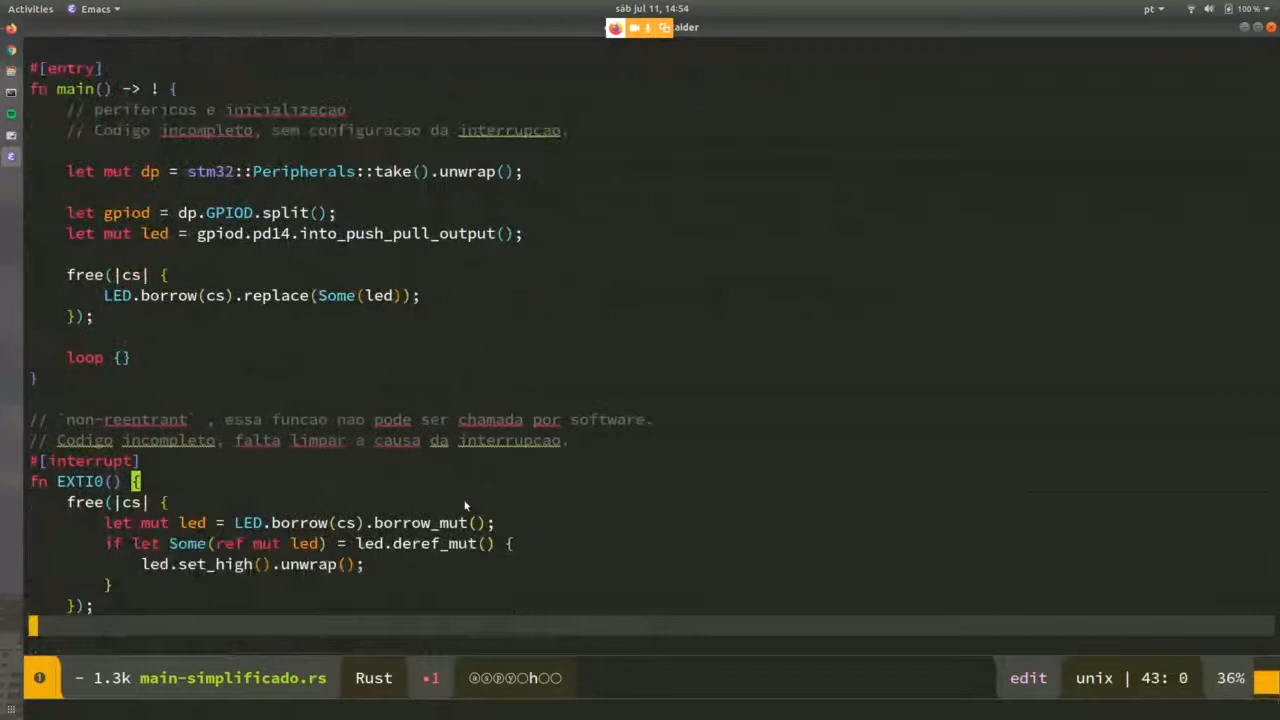 Activities Emacs sáb jul 11, 14:54 pt 100 %
alder
#[entry]
fn main() -> ! {
// perifericos e inicializacao
// Codigo incompleto, sem configuracao da interrupcao.
let mut dp = stm32::Peripherals::take().unwrap();
let gpiod = dp.GPIOD.split();
let mut led = gpiod.pd14.into_push_pull_output();
free(|cs| {
LED.borrow(cs).replace(Some(led));
});
loop {}
}
// `non-reentrant` , essa funcao nao pode ser chamada por software.
// Codigo incompleto, falta limpar a causa da interrupcao.
#[interrupt]
fn EXTI0() {
free(|cs| {
let mut led = LED.borrow(cs).borrow_mut();
if let Some(ref mut led) = led.deref_mut() {
led.set_high().unwrap();
}
});
❶ - 1.3k main-simplificado.rs Rust •1 ⓐⓢⓟⓨ○h○○ edit unix | 43: 0 36%